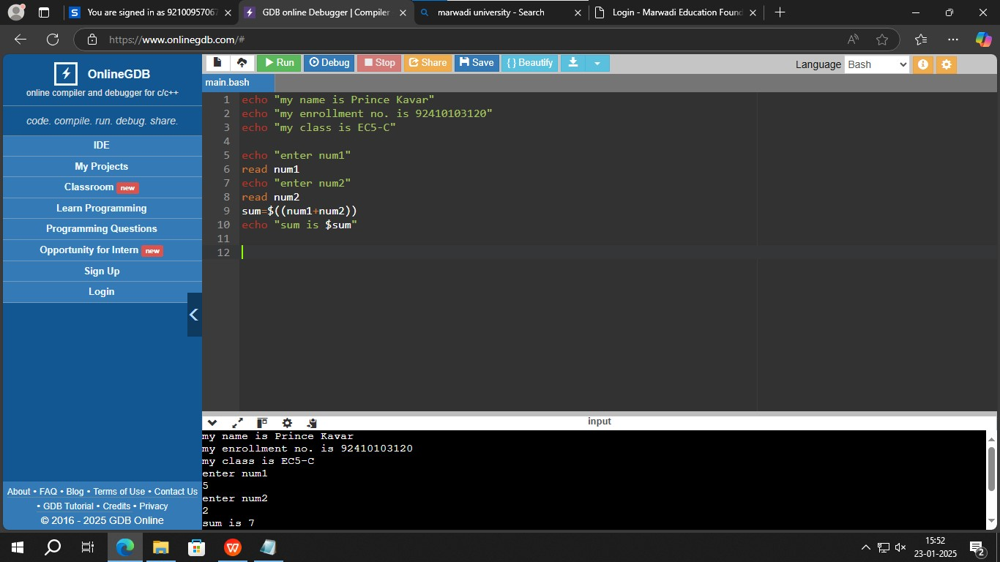 You are signed in as 92100957067
GDB online Debugger | Compiler
marwadi university - Search
Login - Marwadi Education Found
https://www.onlinegdb.com/#
OnlineGDB
online compiler and debugger for c/c++
code. compile. run. debug. share.
IDE
My Projects
Classroom new
Learn Programming
Programming Questions
Opportunity for Intern new
Sign Up
Login
About • FAQ • Blog • Terms of Use • Contact Us
• GDB Tutorial • Credits • Privacy
© 2016 - 2025 GDB Online
Run Debug Stop Share Save { } Beautify
Language Bash
main.bash
1 echo "my name is Prince Kavar"
2 echo "my enrollment no. is 92410103120"
3 echo "my class is EC5-C"
4
5 echo "enter num1"
6 read num1
7 echo "enter num2"
8 read num2
9 sum=$((num1+num2))
10 echo "sum is $sum"
11
12
input
my name is Prince Kavar
my enrollment no. is 92410103120
my class is EC5-C
enter num1
5
enter num2
2
sum is 7
15:52
23-01-2025
2